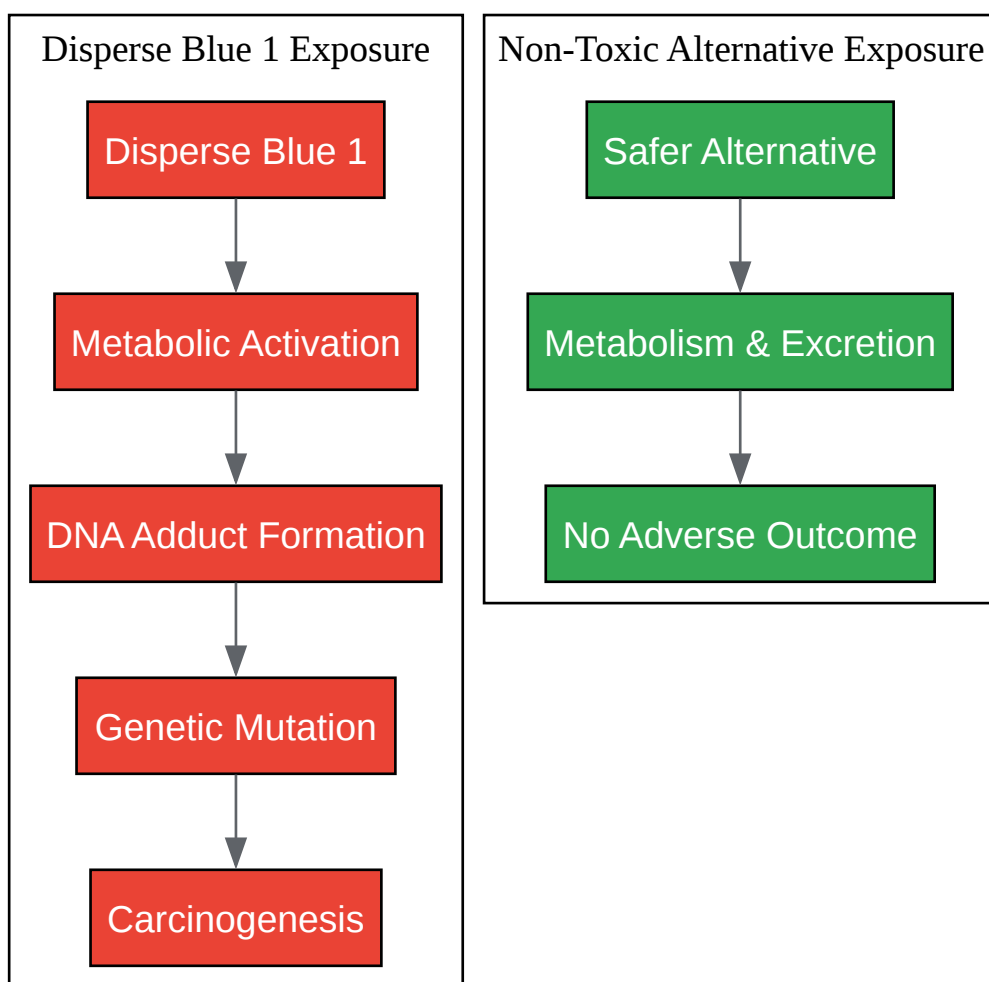 Disperse Blue 1 Exposure
Disperse Blue 1
Metabolic Activation
DNA Adduct Formation
Genetic Mutation
Carcinogenesis
Non-Toxic Alternative Exposure
Safer Alternative
Metabolism & Excretion
No Adverse Outcome